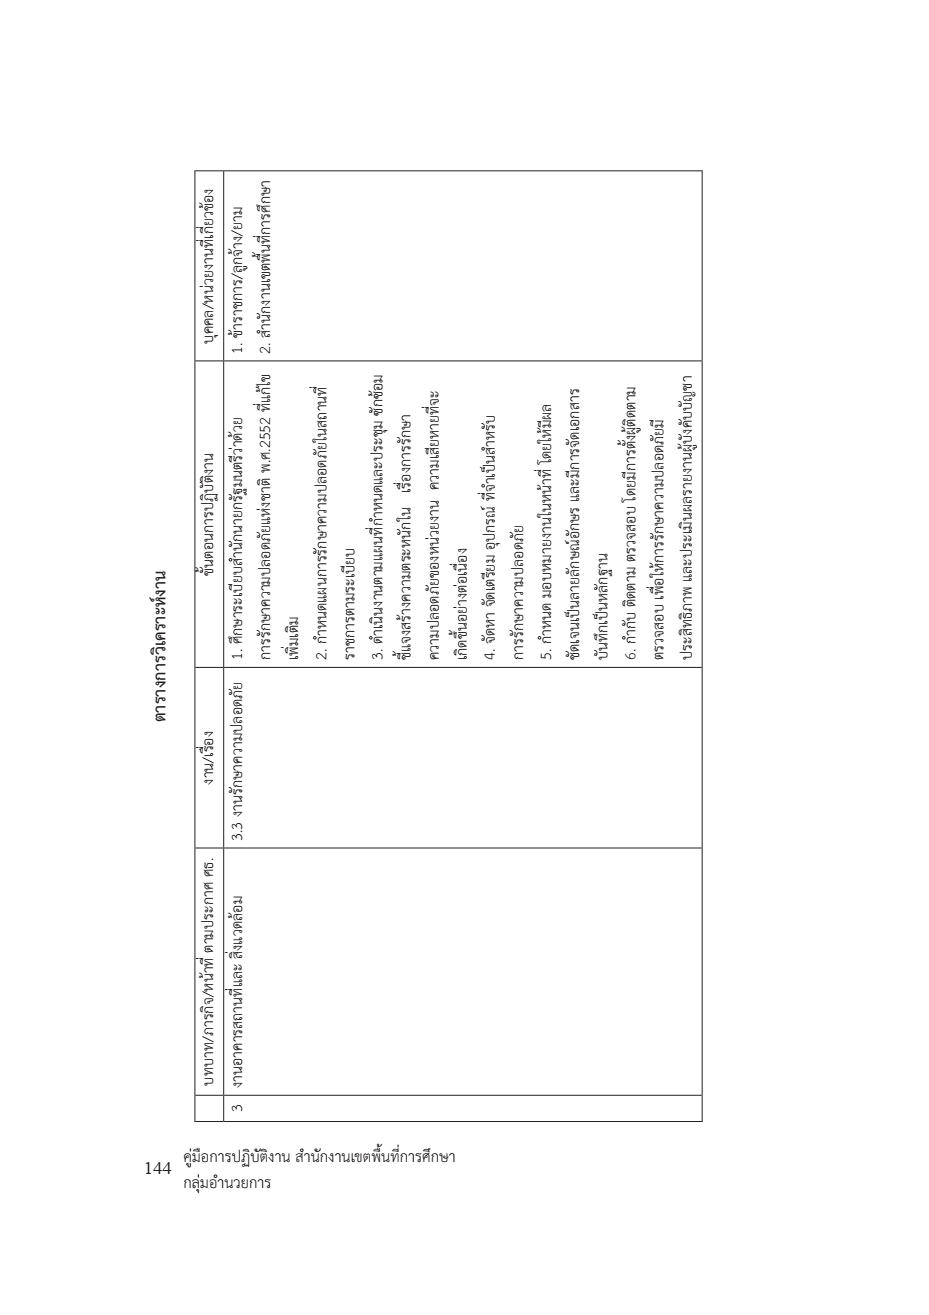 ตารางการวิเคราะห์งาน
บทบาท/ภารกิจ/หน้าที่ ตามประกาศ ศธ.
งาน/เรื่อง
ขั้นตอนการปฏิบัติงาน
บุคคล/หน่วยงานที่เกี่ยวข้อง
3
งานอาคารสถานที่และ สิ่งแวดล้อม
3.3 งานรักษาความปลอดภัย
1. ศึกษาระเบียบสำนักนายกรัฐมนตรีว่าด้วย
การรักษาความปลอดภัยแห่งชาติ พ.ศ.2552 ที่แก้ไข
เพิ่มเติม
2. กำหนดแผนการรักษาความปลอดภัยในสถานที่
ราชการตามระเบียบ
3. ดำเนินงานตามแผนที่กำหนดและประชุม ซักซ้อม
ชี้แจงสร้างความตระหนักใน เรื่องการรักษา
ความปลอดภัยของหน่วยงาน ความเสียหายที่จะ
เกิดขึ้นอย่างต่อเนื่อง
4. จัดหา จัดเตรียม อุปกรณ์ ที่จำเป็นสำหรับ
การรักษาความปลอดภัย
5. กำหนด มอบหมายงานในหน้าที่ โดยให้มีผล
ชัดเจนเป็นลายลักษณ์อักษร และมีการจัดเอกสาร
บันทึกเป็นหลักฐาน
6. กำกับ ติดตาม ตรวจสอบ โดยมีการตั้งผู้ติดตาม
ตรวจสอบ เพื่อให้การรักษาความปลอดภัยมี
ประสิทธิภาพ และประเมินผลรายงานผู้บังคับบัญชา
1. ข้าราชการ/ลูกจ้าง/ยาม
2. สำนักงานเขตพื้นที่การศึกษา
144
คู่มือการปฏิบัติงาน สำนักงานเขตพื้นที่การศึกษา
กลุ่มอำนวยการ